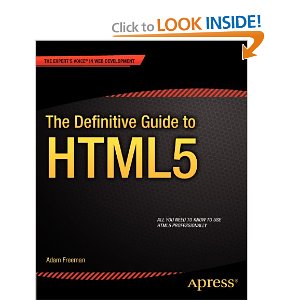 Click to LOOK INSIDE!
THE EXPERT'S VOICE® IN WEB DEVELOPMENT
The Definitive Guide to
HTML5
ALL YOU NEED TO KNOW TO USE
HTML5 PROFESSIONALLY
Adam Freeman
Apress®